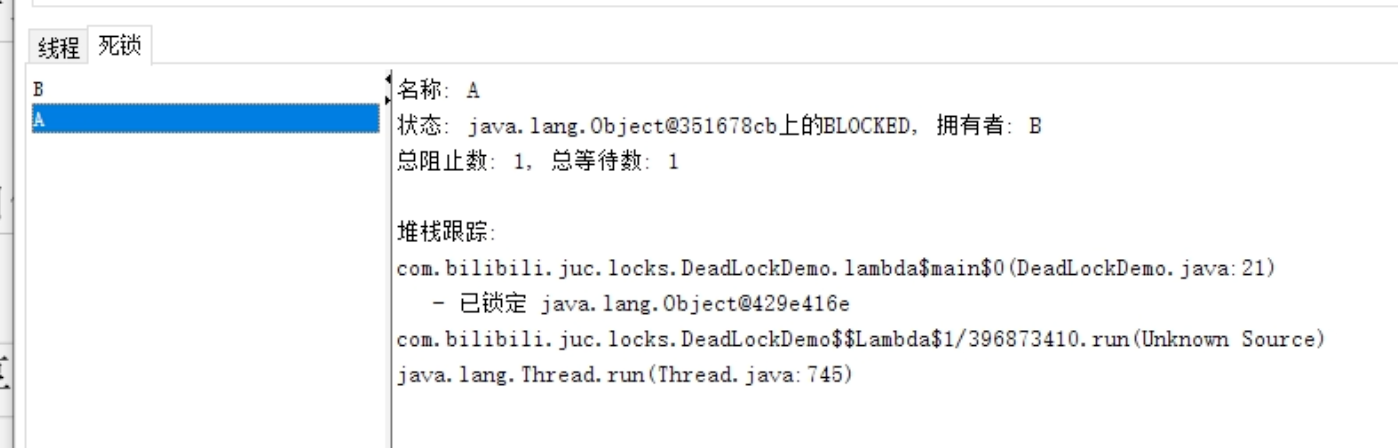 线程 死锁
B
A
名称: A
状态: java.lang.Object@351678cb上的BLOCKED, 拥有者: B
总阻止数: 1, 总等待数: 1
堆栈跟踪:
com.bilibili.juc.locks.DeadLockDemo.lambda$main$0(DeadLockDemo.java:21)
- 已锁定 java.lang.Object@429e416e
com.bilibili.juc.locks.DeadLockDemo$$Lambda$1/396873410.run(Unknown Source)
java.lang.Thread.run(Thread.java:745)